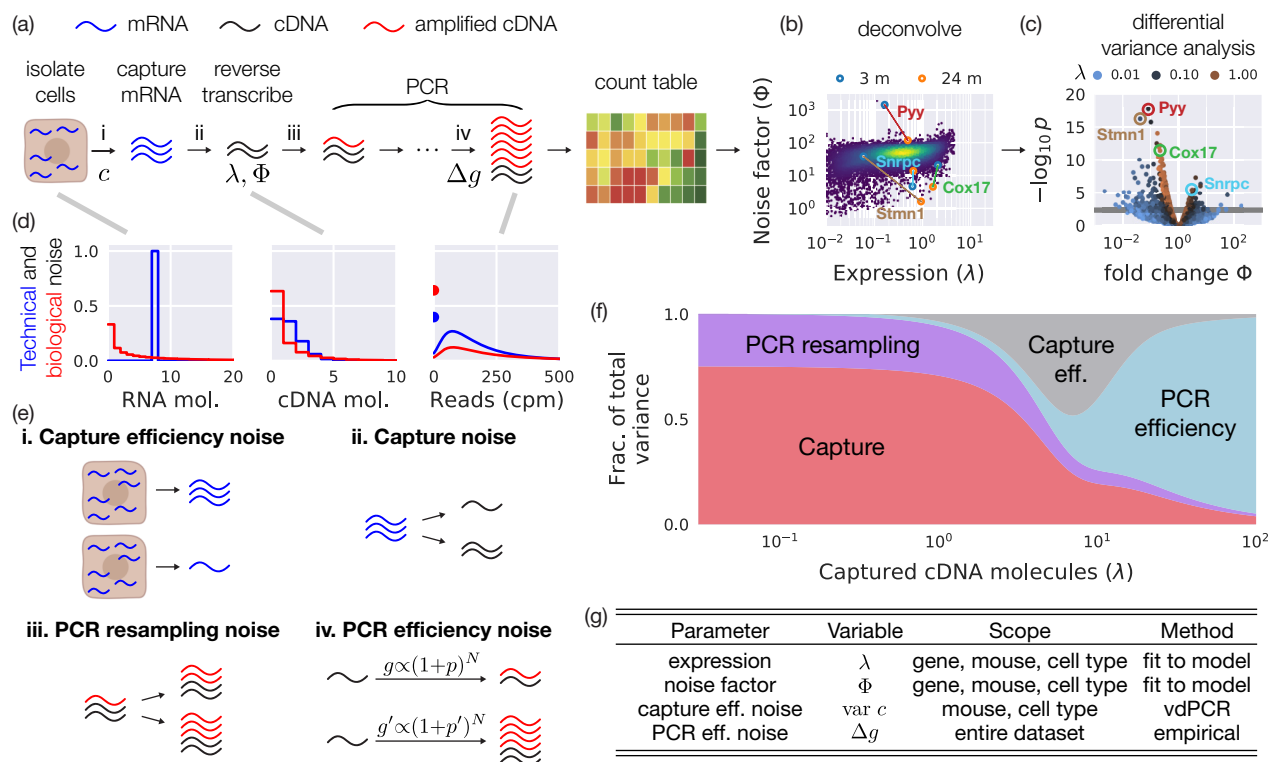 (a)
mRNA
cDNA
amplified cDNA
isolate
cells
capture
mRNA
reverse
transcribe
PCR
count table
i
ii
iii
iv
c
λ, Φ
...
Δg
(b)
deconvolve
3 m
24 m
Noise factor (Φ)
10³
10²
10¹
10⁰
Pyy
Snrpc
Cox17
Stmn1
10⁻²
10⁻¹
10⁰
10¹
Expression (λ)
(c)
differential
variance analysis
λ
0.01
0.10
1.00
−log₁₀ p
20
15
10
5
0
Pyy
Stmn1
Cox17
Snrpc
10⁻²
10⁰
10²
fold change Φ
(d)
Technical and
biological noise
1.0
0.5
0.0
0
10
20
RNA mol.
0
5
10
cDNA mol.
0
250
500
Reads (cpm)
(e)
i. Capture efficiency noise
ii. Capture noise
iii. PCR resampling noise
iv. PCR efficiency noise
g∝(1+p)ᴺ
g′∝(1+p′)ᴺ
(f)
Frac. of total
variance
1.0
0.5
0.0
PCR resampling
Capture
eff.
PCR
efficiency
Capture
10⁻¹
10⁰
10¹
10²
Captured cDNA molecules (λ)
(g)
Parameter Variable Scope Method
expression λ gene, mouse, cell type fit to model
noise factor Φ gene, mouse, cell type fit to model
capture eff. noise var c mouse, cell type vdPCR
PCR eff. noise Δg entire dataset empirical